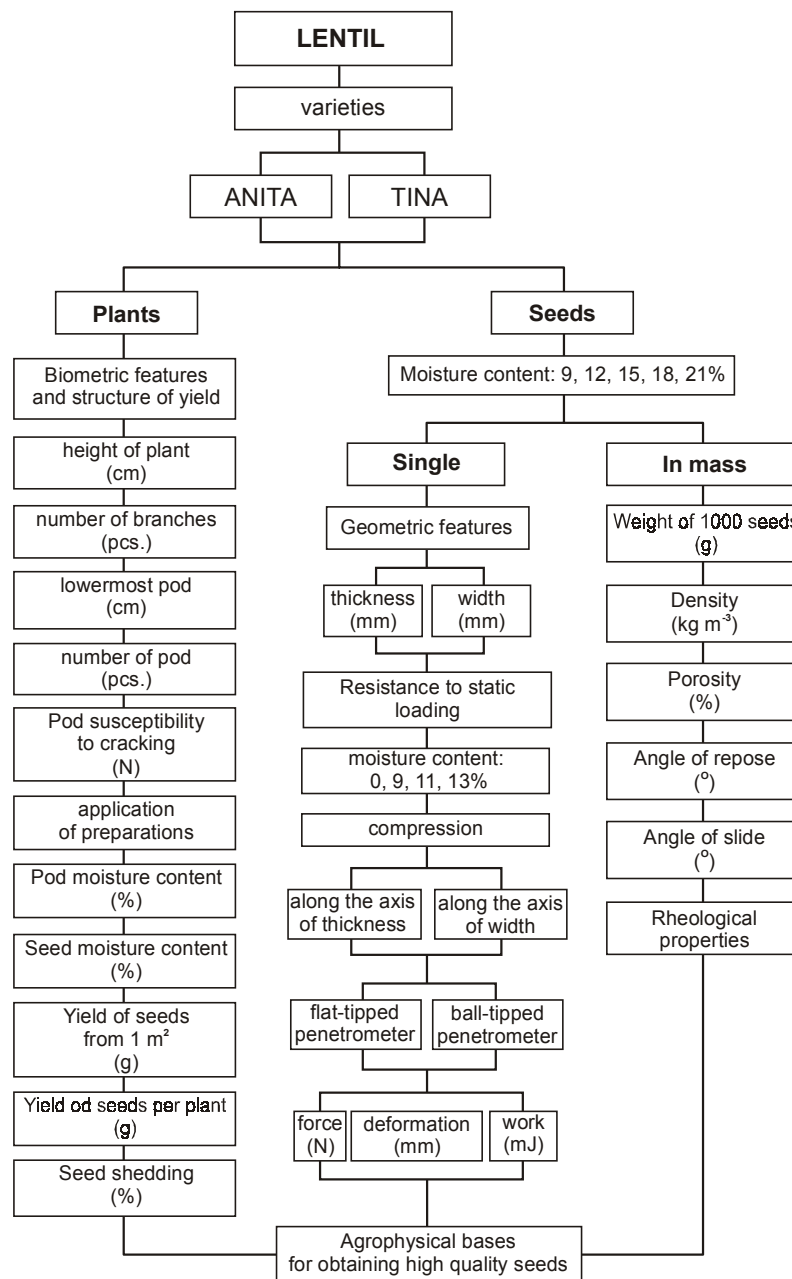 LENTIL
varieties
ANITA
TINA
Plants
Biometric features
and structure of yield
height of plant
(cm)
number of branches
(pcs.)
lowermost pod
(cm)
number of pod
(pcs.)
Pod susceptibility
to cracking
(N)
application
of preparations
Pod moisture content
(%)
Seed moisture content
(%)
Yield of seeds
from 1 m²
(g)
Yield od seeds per plant
(g)
Seed shedding
(%)
Seeds
Moisture content: 9, 12, 15, 18, 21%
Single
Geometric features
thickness
(mm)
width
(mm)
Resistance to static
loading
moisture content:
0, 9, 11, 13%
compression
along the axis
of thickness
along the axis
of width
flat-tipped
penetrometer
ball-tipped
penetrometer
force
(N)
deformation
(mm)
work
(mJ)
In mass
Weight of 1000 seeds
(g)
Density
(kg m⁻³)
Porosity
(%)
Angle of repose
(°)
Angle of slide
(°)
Rheological
properties
Agrophysical bases
for obtaining high quality seeds